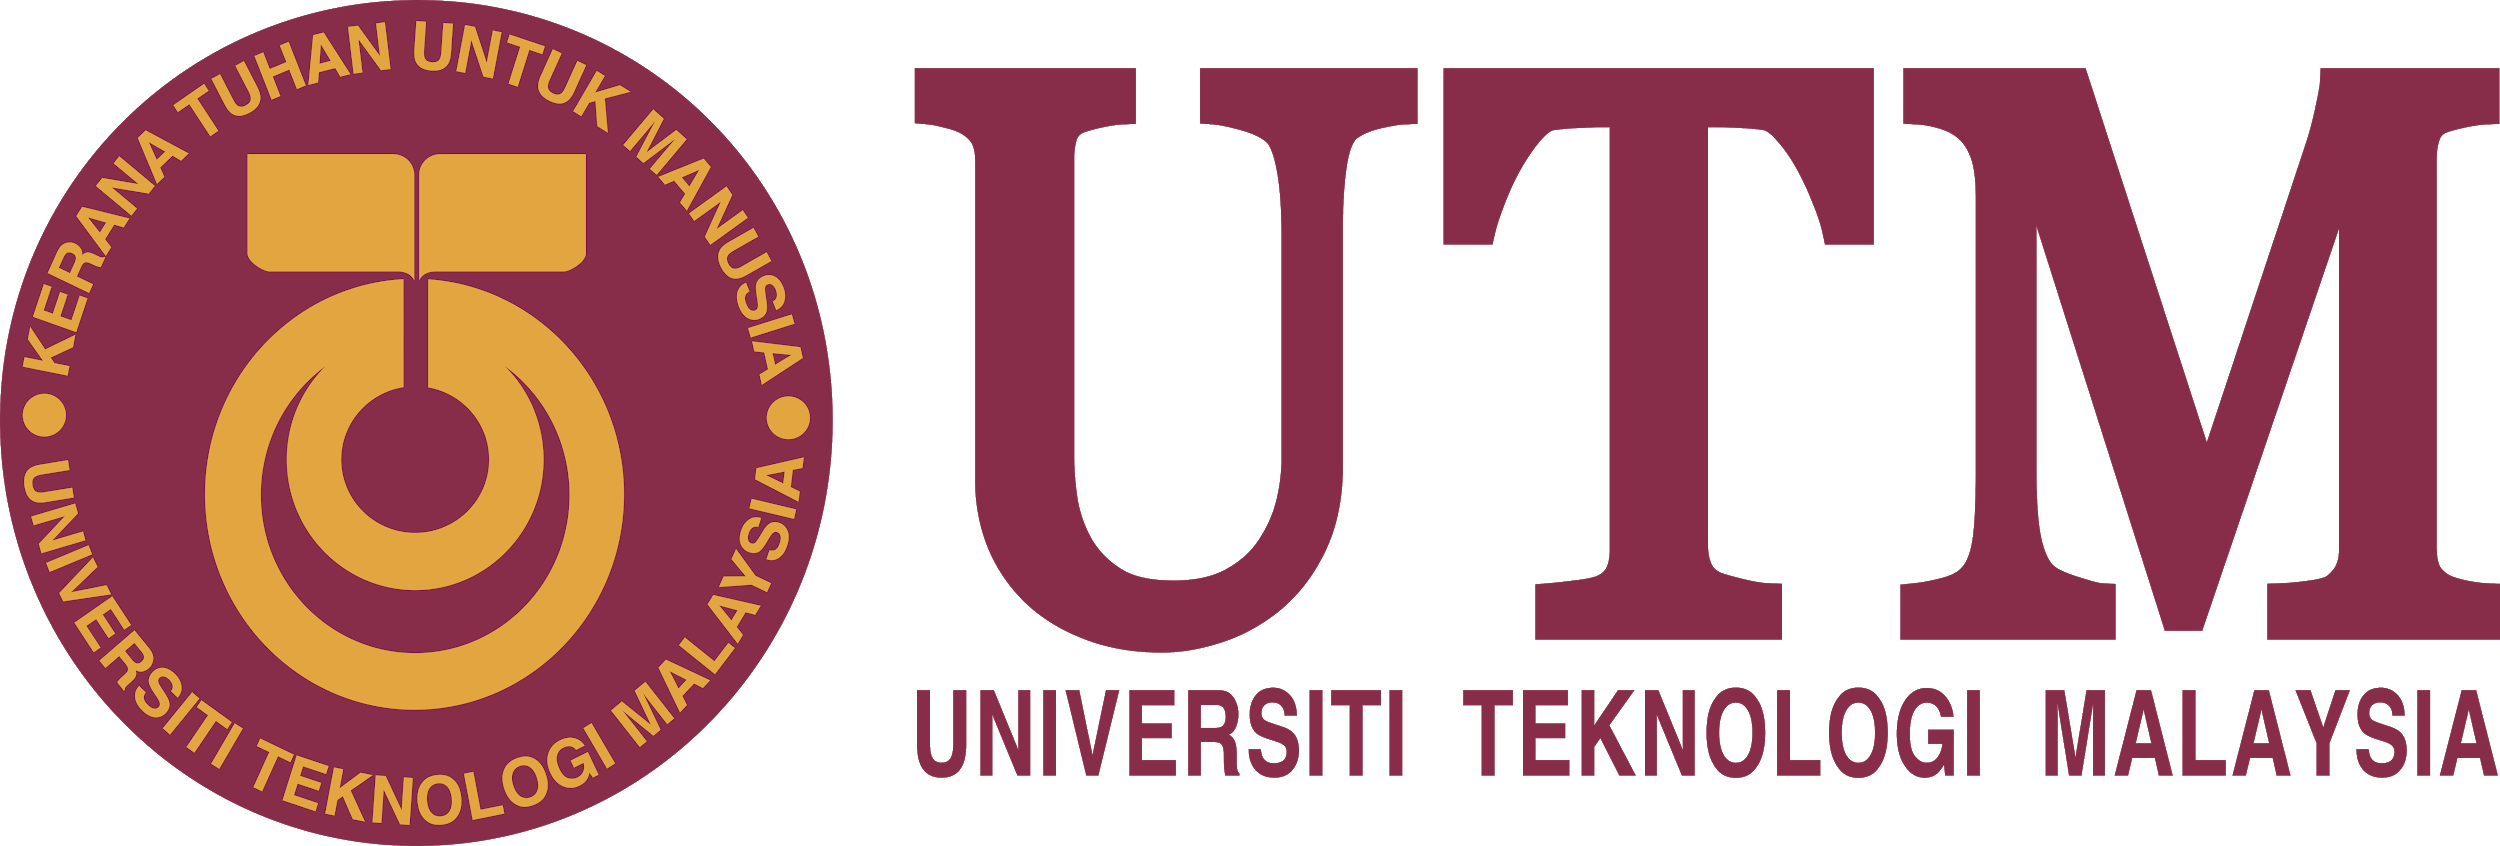 KERANA TUHAN UNTUK MANUSIA
UNIVERSITI TEKNOLOGI MALAYSIA
UTM
UNIVERSITI TEKNOLOGI MALAYSIA